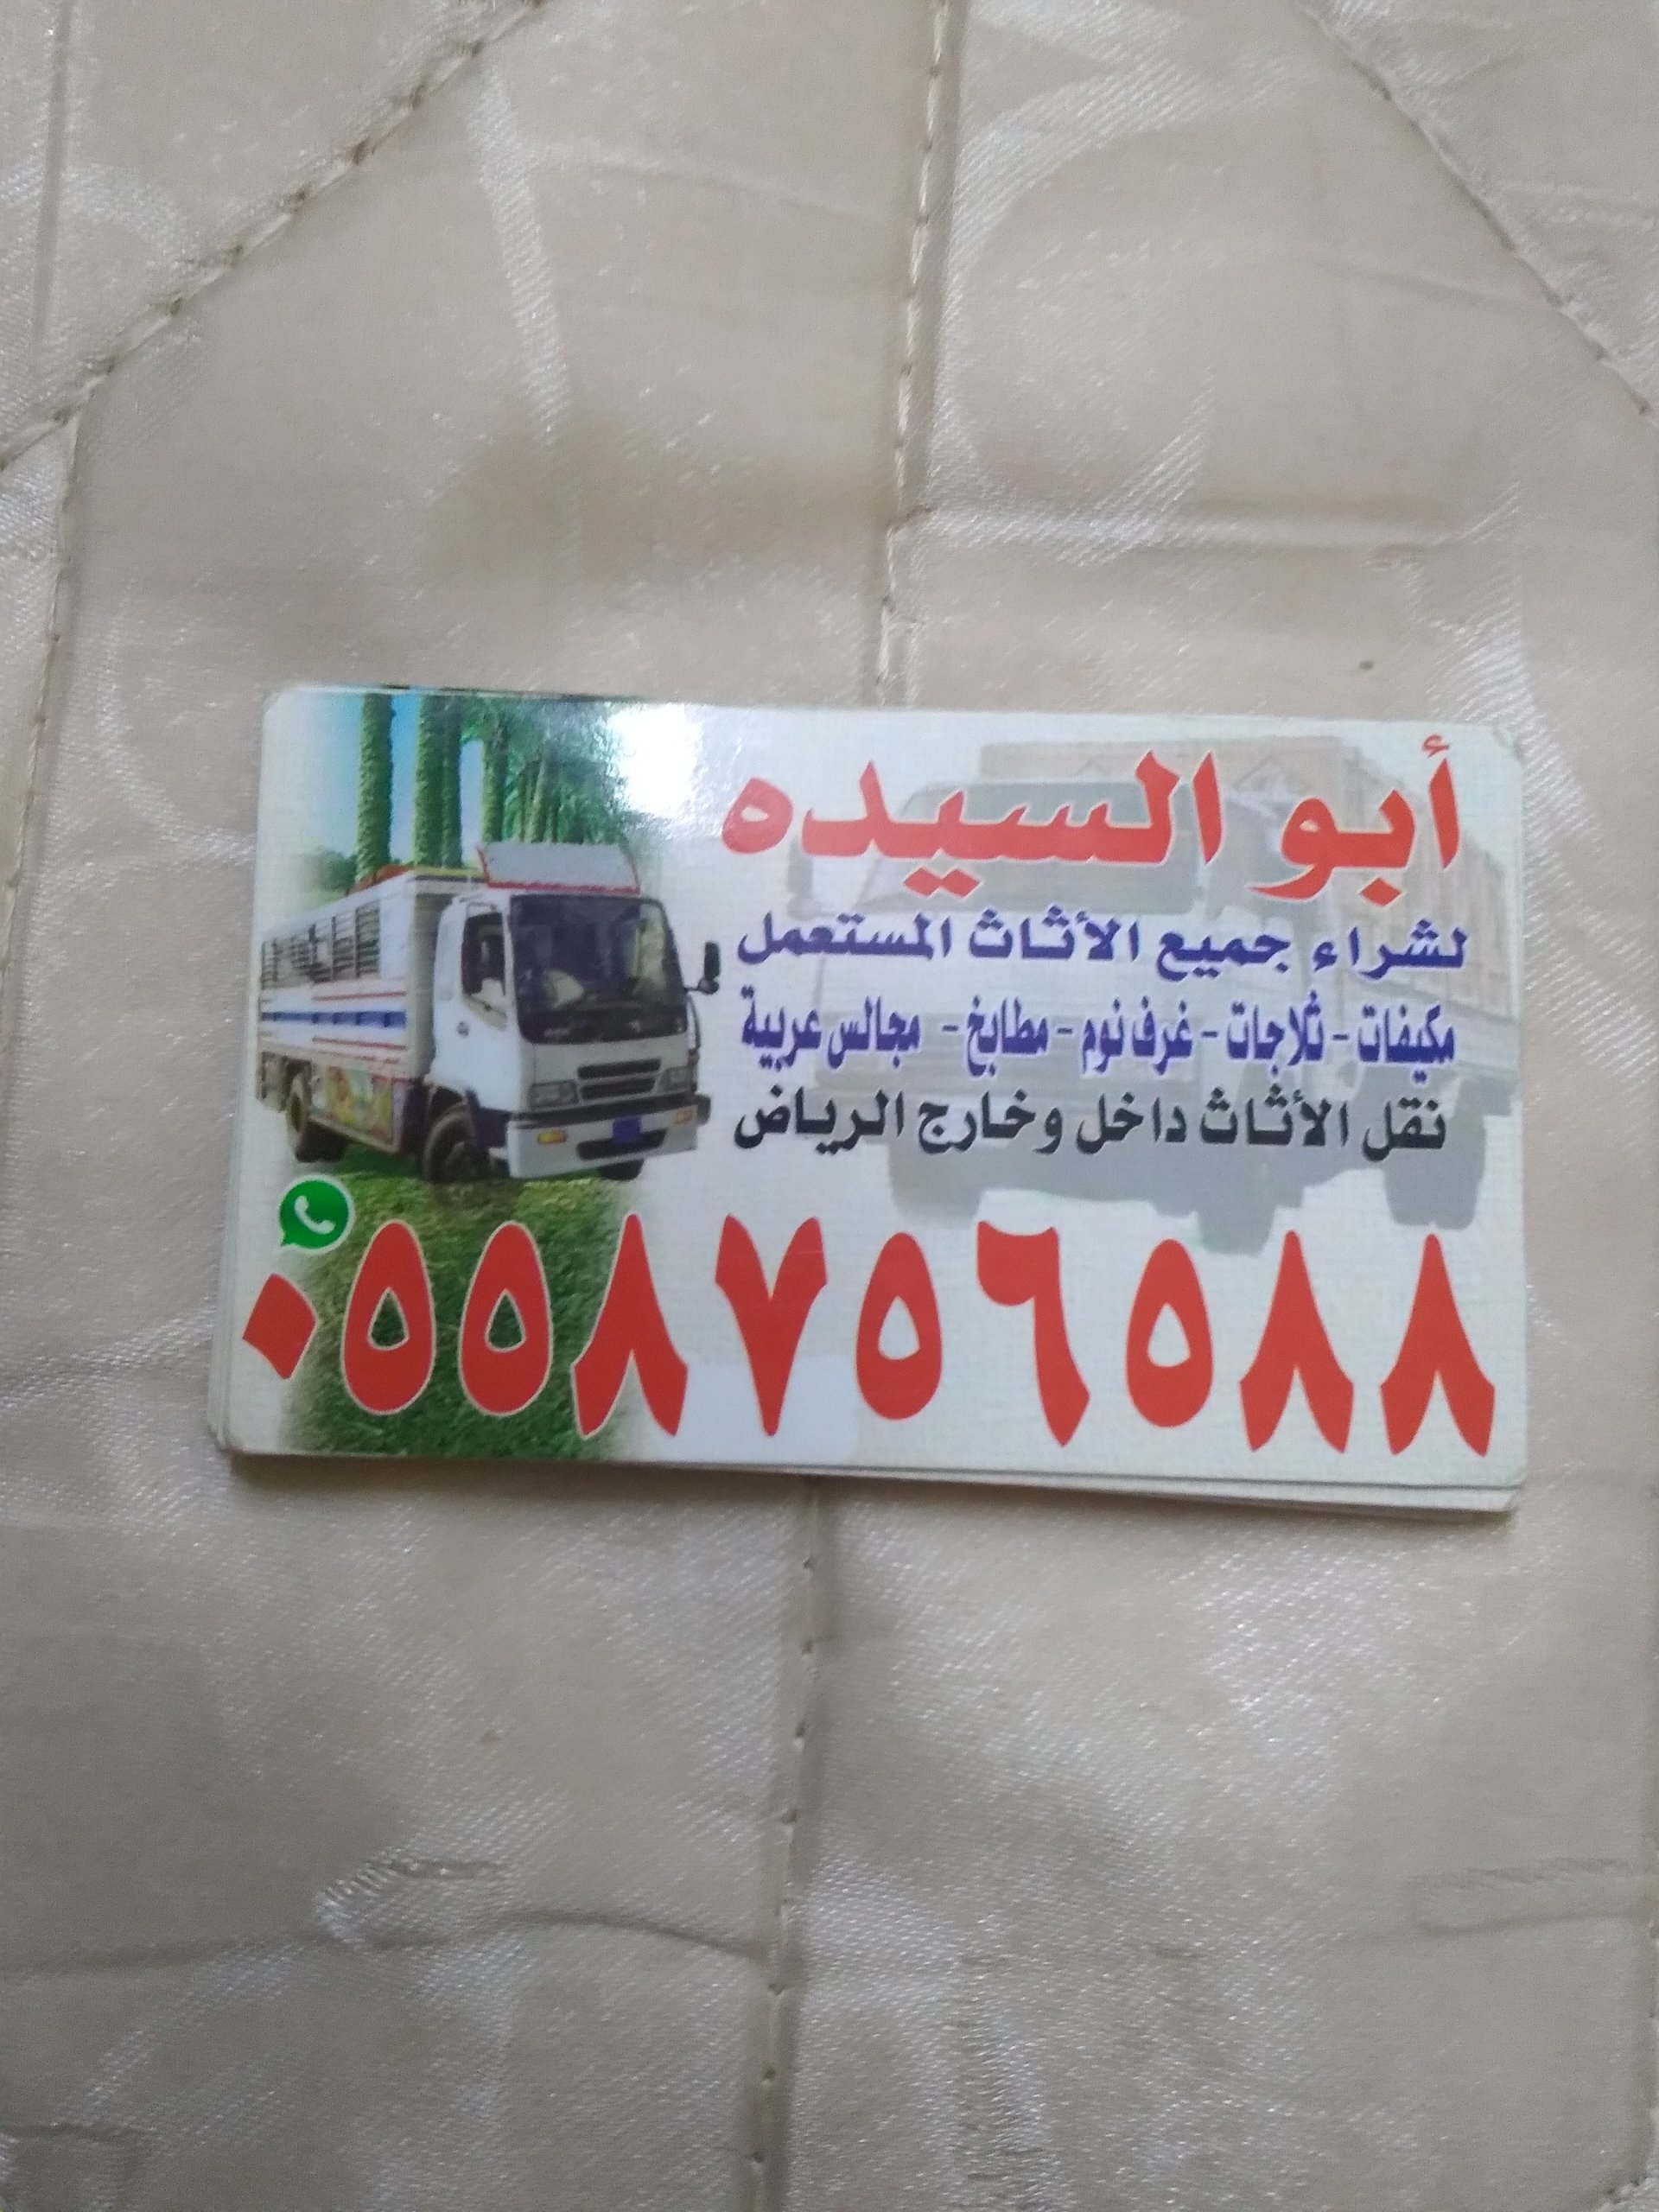 أبو السيده
لشراء جميع الأثاث المستعمل
مكيفات - ثلاجات - غرف نوم - مطابخ - مجالس عربية
نقل الأثاث داخل وخارج الرياض
٠٥٥٨٧٥٦٥٨٨